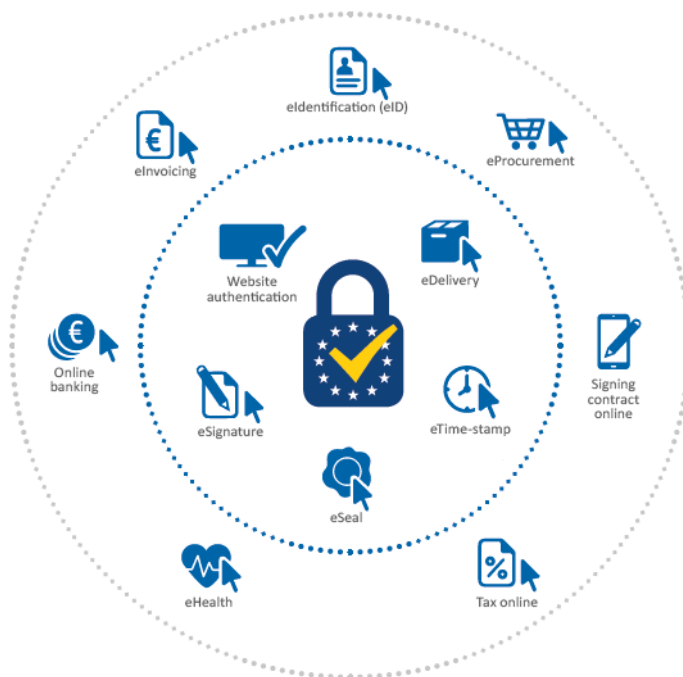 eIdentification (eID)
eInvoicing
eProcurement
Website
authentication
eDelivery
Online
banking
Signing
contract
online
eSignature
eTime-stamp
eSeal
eHealth
Tax online